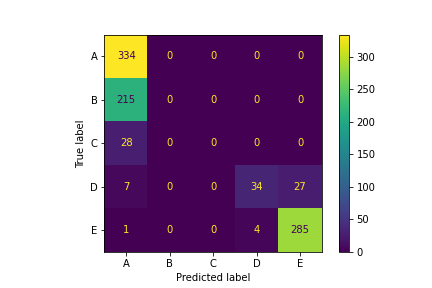 A 334 0 0 0 0
B 215 0 0 0 0
C 28 0 0 0 0
D 7 0 0 34 27
E 1 0 0 4 285
A B C D E
Predicted label
True label
300
250
200
150
100
50
0